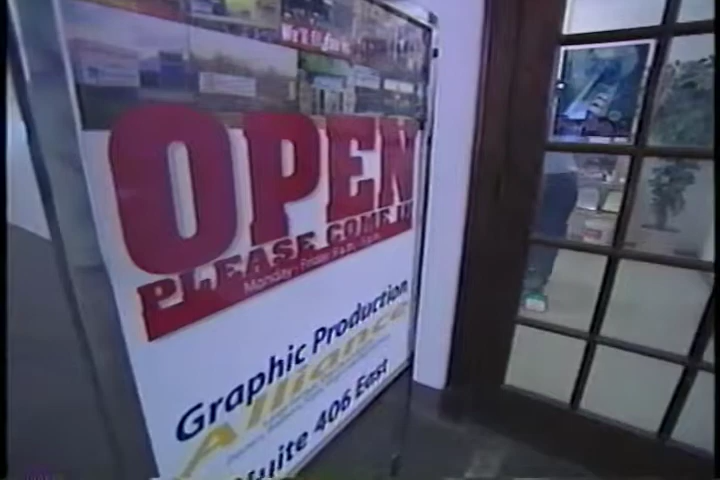 OPEN
PLEASE COME IN
Monday - Friday
Graphic Production
Alliance
Suite 406 East